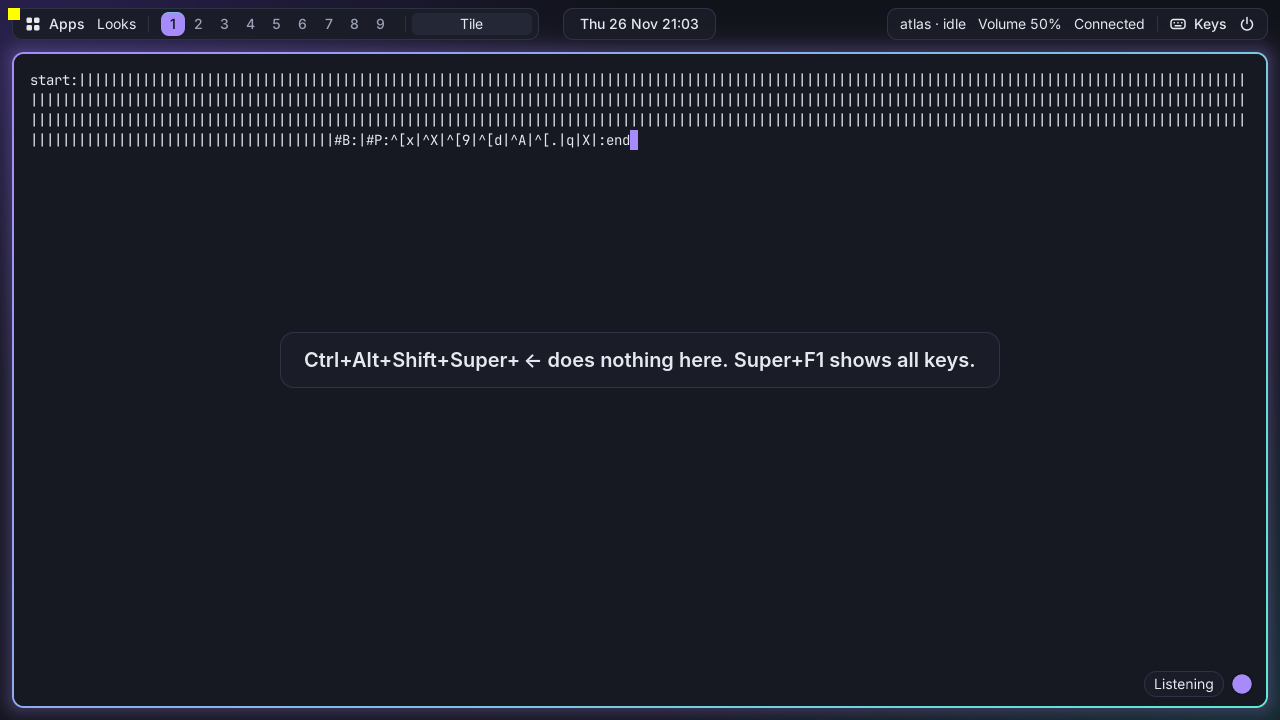 Apps Looks 1 2 3 4 5 6 7 8 9 Tile Thu 26 Nov 21:03 atlas · idle Volume 50% Connected Keys
start:||||||||||||||||||||||||||||||||||||||||||||||||||||||||||||||||||||||||||||||||||||||||||||||||||||||||||||||||||||||||||||||||||||||||||||||||||
||||||||||||||||||||||||||||||||||||||||||||||||||||||||||||||||||||||||||||||||||||||||||||||||||||||||||||||||||||||||||||||||||||||||||||||||||||||||
||||||||||||||||||||||||||||||||||||||||||||||||||||||||||||||||||||||||||||||||||||||||||||||||||||||||||||||||||||||||||||||||||||||||||||||||||||||||
||||||||||||||||||||||||||||||||||||||#B:|#P:^[x|^X|^[9|^[d|^A|^[.|q|X|:end
Ctrl+Alt+Shift+Super+ ← does nothing here. Super+F1 shows all keys.
Listening